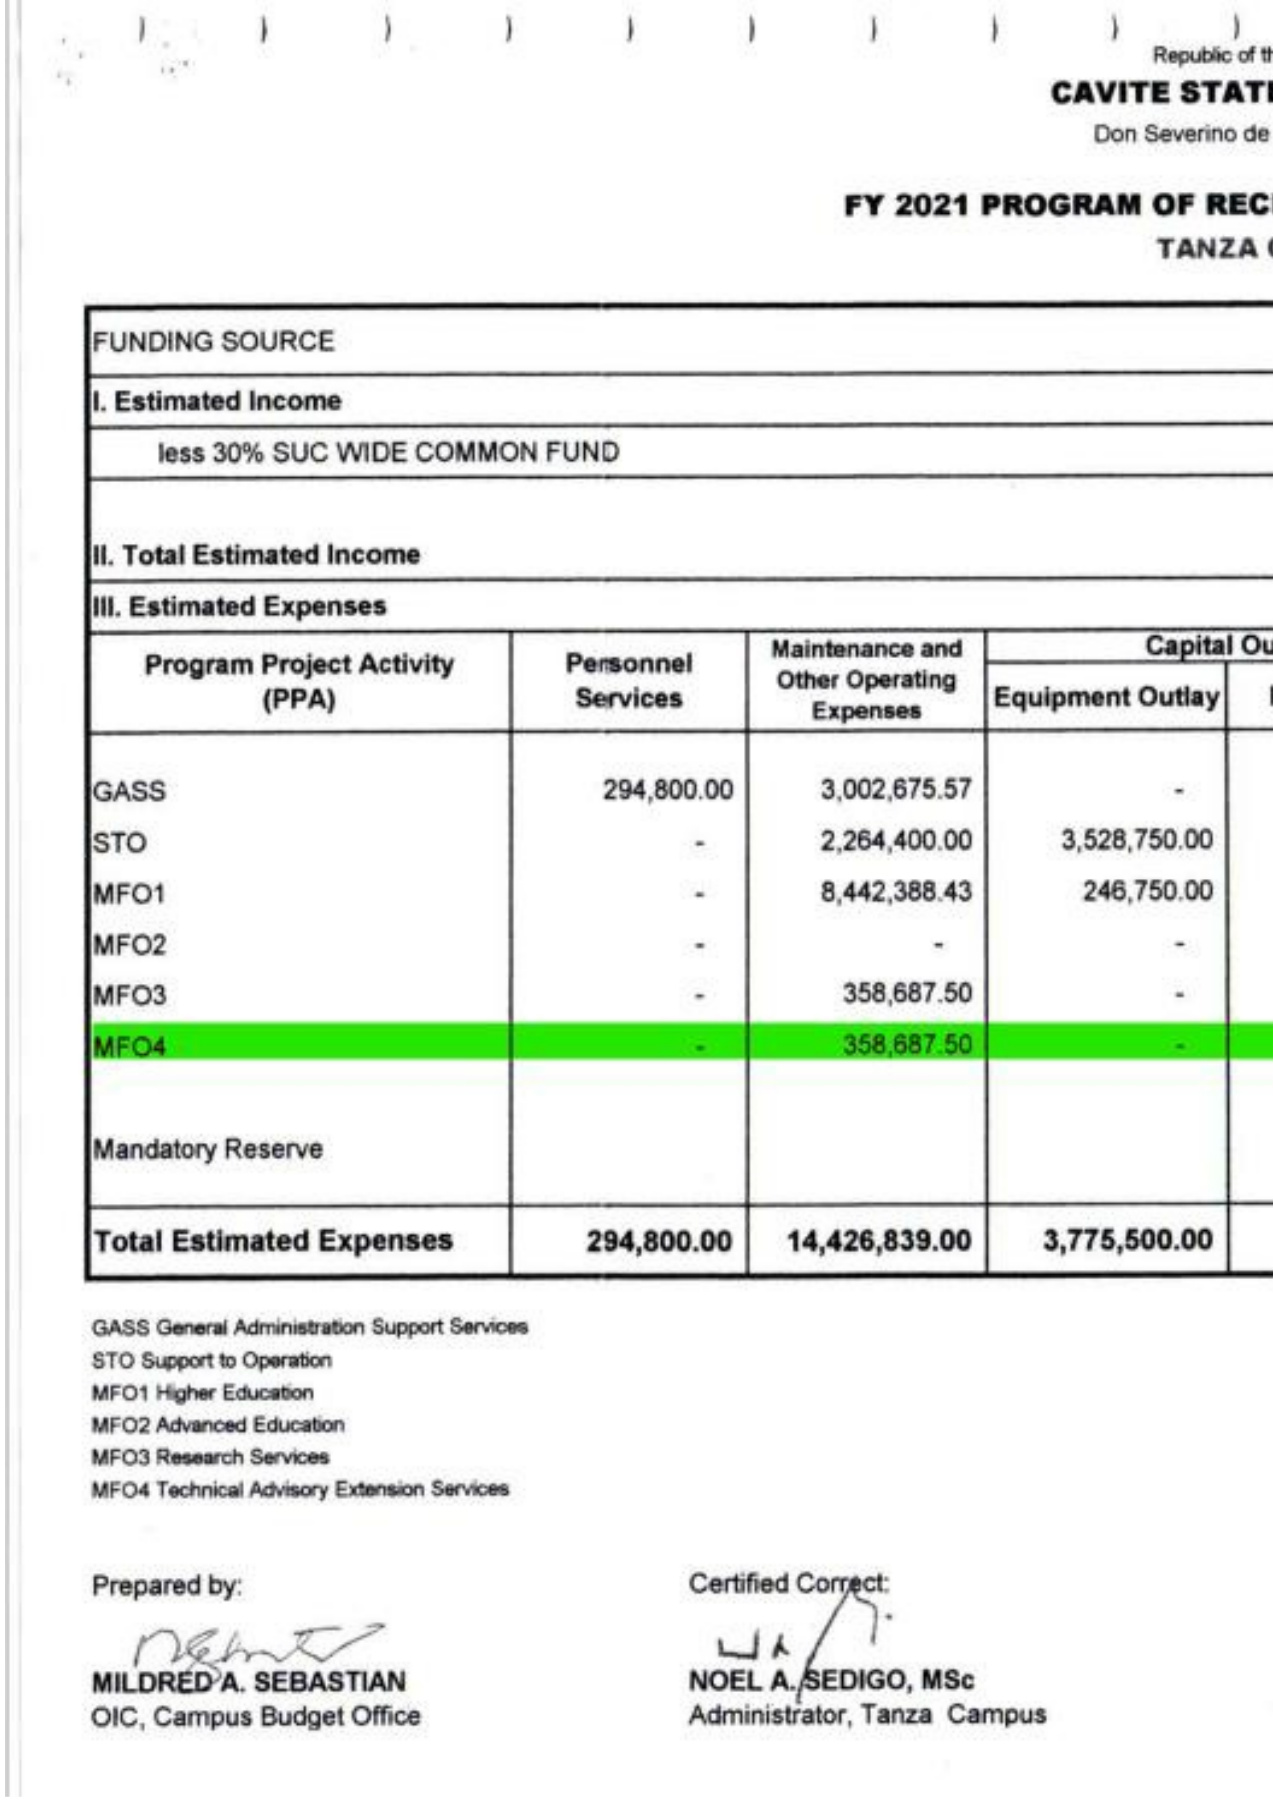 Republic of th
CAVITE STATE
Don Severino de
FY 2021 PROGRAM OF RECE
TANZA C
FUNDING SOURCE
I. Estimated Income
less 30% SUC WIDE COMMON FUND
II. Total Estimated Income
III. Estimated Expenses
Program Project Activity (PPA) Personnel Services Maintenance and Other Operating Expenses Capital Ou
Equipment Outlay
GASS 294,800.00 3,002,675.57 -
STO - 2,264,400.00 3,528,750.00
MFO1 - 8,442,388.43 246,750.00
MFO2 - - -
MFO3 - 358,687.50 -
MFO4 - 358,687.50 -
Mandatory Reserve
Total Estimated Expenses 294,800.00 14,426,839.00 3,775,500.00
GASS General Administration Support Services
STO Support to Operation
MFO1 Higher Education
MFO2 Advanced Education
MFO3 Research Services
MFO4 Technical Advisory Extension Services
Prepared by: Certified Correct:
MILDRED A. SEBASTIAN NOEL A. SEDIGO, MSc
OIC, Campus Budget Office Administrator, Tanza Campus